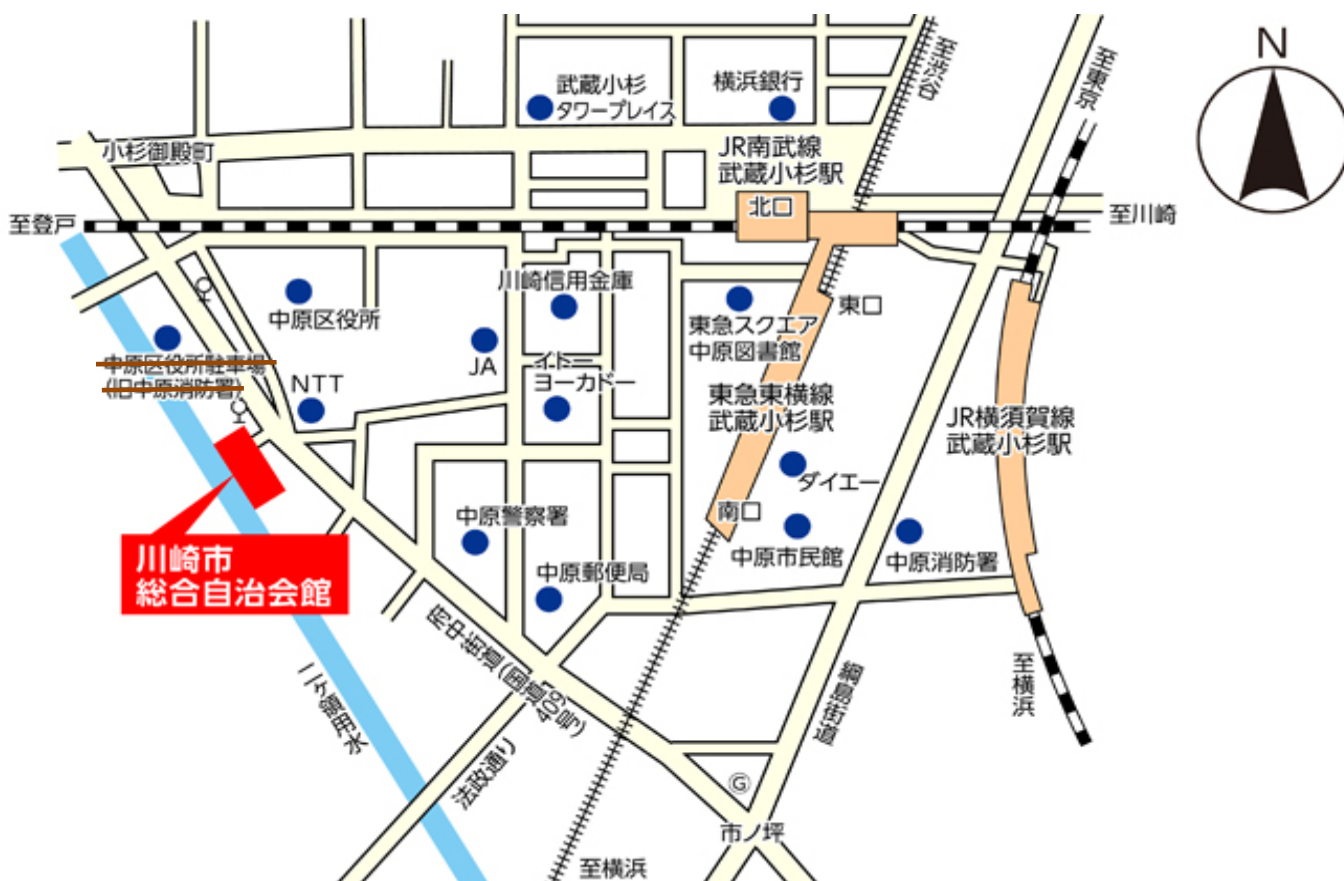 N
至渋谷
至東京
武蔵小杉
タワープレイス
横浜銀行
小杉御殿町
JR南武線
武蔵小杉駅
北口
至登戸
至川崎
川崎信用金庫
中原区役所
東急スクエア
中原図書館
東口
中原区役所駐車場
(旧中原消防署)
NTT
JA
イトー
ヨーカドー
東急東横線
武蔵小杉駅
JR横須賀線
武蔵小杉駅
ダイエー
南口
中原警察署
中原市民館
中原消防署
川崎市
総合自治会館
中原郵便局
府中街道(国道409号)
二ヶ領用水
綱島街道
至横浜
法政通り
G
市ノ坪
至横浜